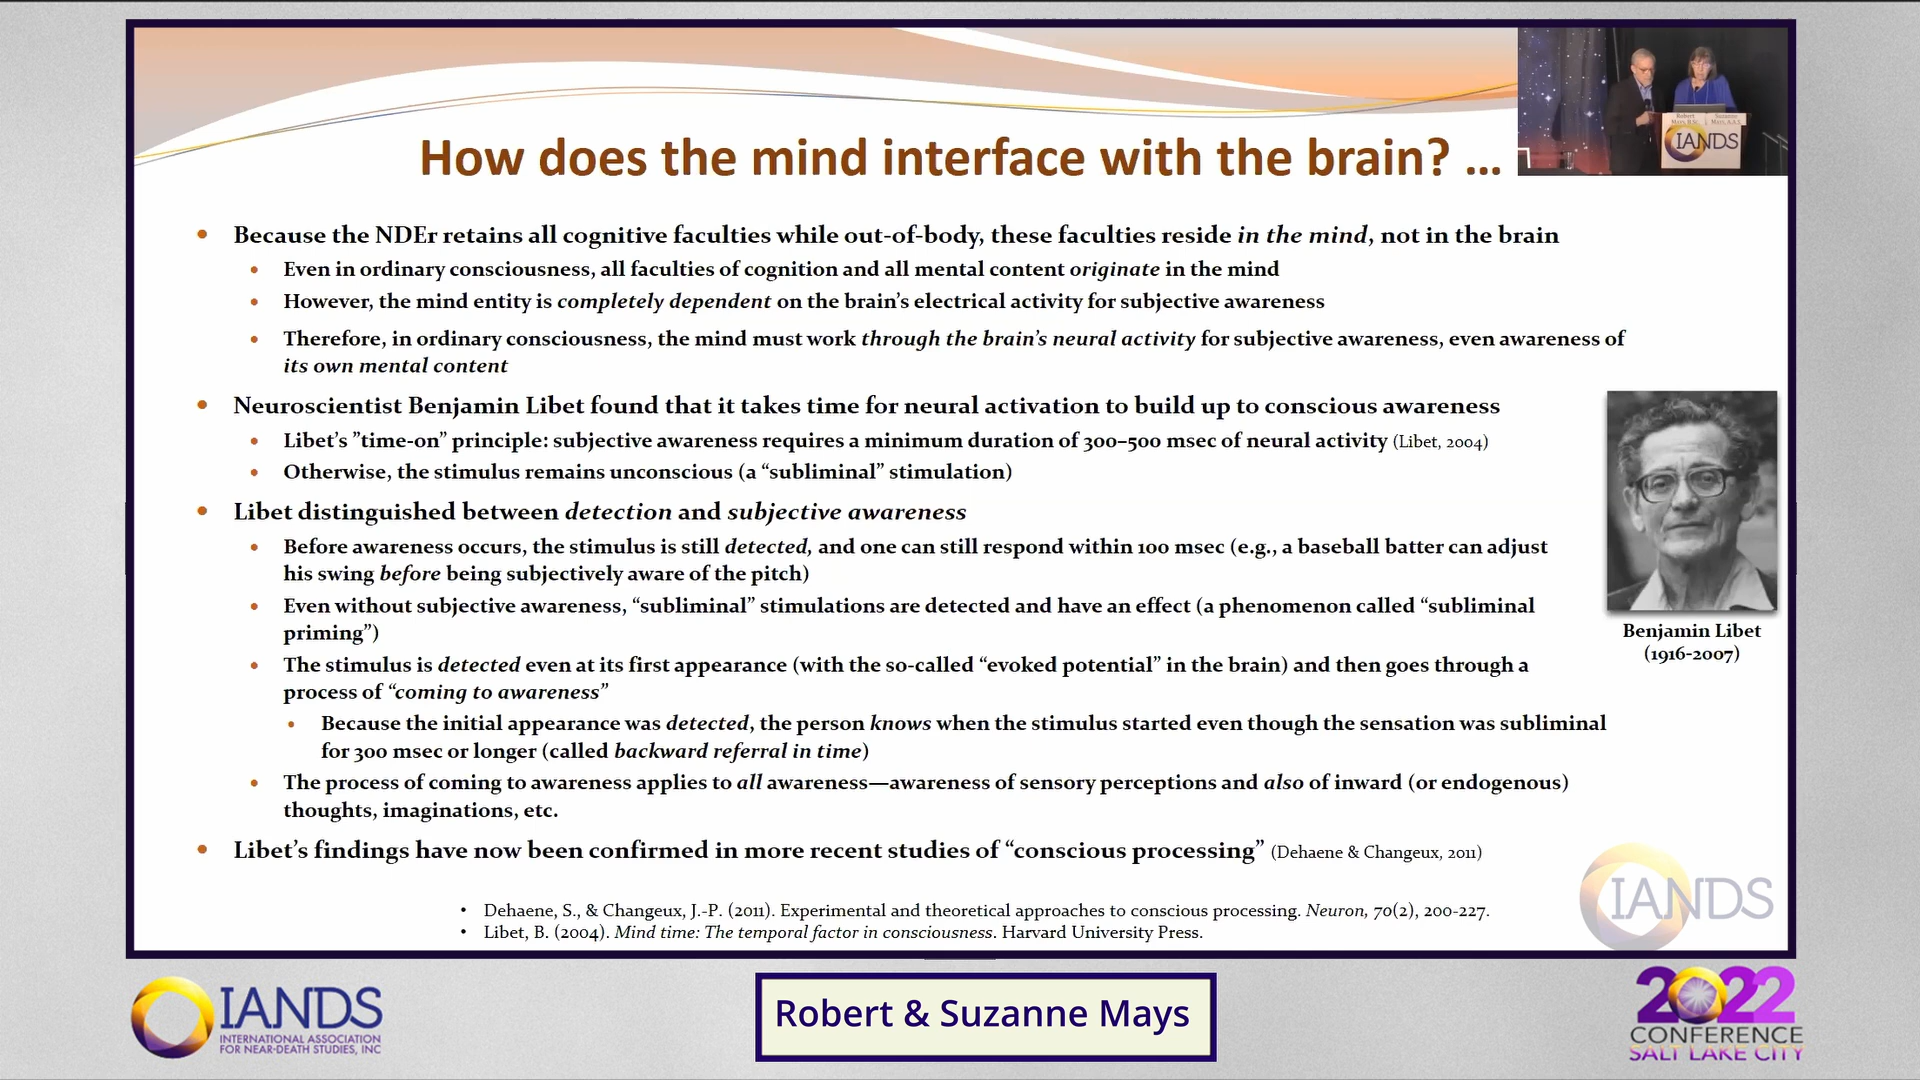 How does the mind interface with the brain? ...
Robert Suzanne
Mays, Mays,
IANDS
• Because the NDEr retains all cognitive faculties while out-of-body, these faculties reside in the mind, not in the brain
• Even in ordinary consciousness, all faculties of cognition and all mental content originate in the mind
• However, the mind entity is completely dependent on the brain’s electrical activity for subjective awareness
• Therefore, in ordinary consciousness, the mind must work through the brain’s neural activity for subjective awareness, even awareness of
its own mental content
• Neuroscientist Benjamin Libet found that it takes time for neural activation to build up to conscious awareness
• Libet’s ”time-on” principle: subjective awareness requires a minimum duration of 300–500 msec of neural activity (Libet, 2004)
• Otherwise, the stimulus remains unconscious (a “subliminal” stimulation)
• Libet distinguished between detection and subjective awareness
• Before awareness occurs, the stimulus is still detected, and one can still respond within 100 msec (e.g., a baseball batter can adjust
his swing before being subjectively aware of the pitch)
• Even without subjective awareness, “subliminal” stimulations are detected and have an effect (a phenomenon called “subliminal
priming”)
• The stimulus is detected even at its first appearance (with the so-called “evoked potential” in the brain) and then goes through a
process of “coming to awareness”
• Because the initial appearance was detected, the person knows when the stimulus started even though the sensation was subliminal
for 300 msec or longer (called backward referral in time)
• The process of coming to awareness applies to all awareness—awareness of sensory perceptions and also of inward (or endogenous)
thoughts, imaginations, etc.
• Libet’s findings have now been confirmed in more recent studies of “conscious processing” (Dehaene & Changeux, 2011)
Benjamin Libet
(1916-2007)
• Dehaene, S., & Changeux, J.-P. (2011). Experimental and theoretical approaches to conscious processing. Neuron, 70(2), 200-227.
• Libet, B. (2004). Mind time: The temporal factor in consciousness. Harvard University Press.
IANDS
IANDS
INTERNATIONAL ASSOCIATION
FOR NEAR-DEATH STUDIES, INC
Robert & Suzanne Mays
2022
CONFERENCE
SALT LAKE CITY